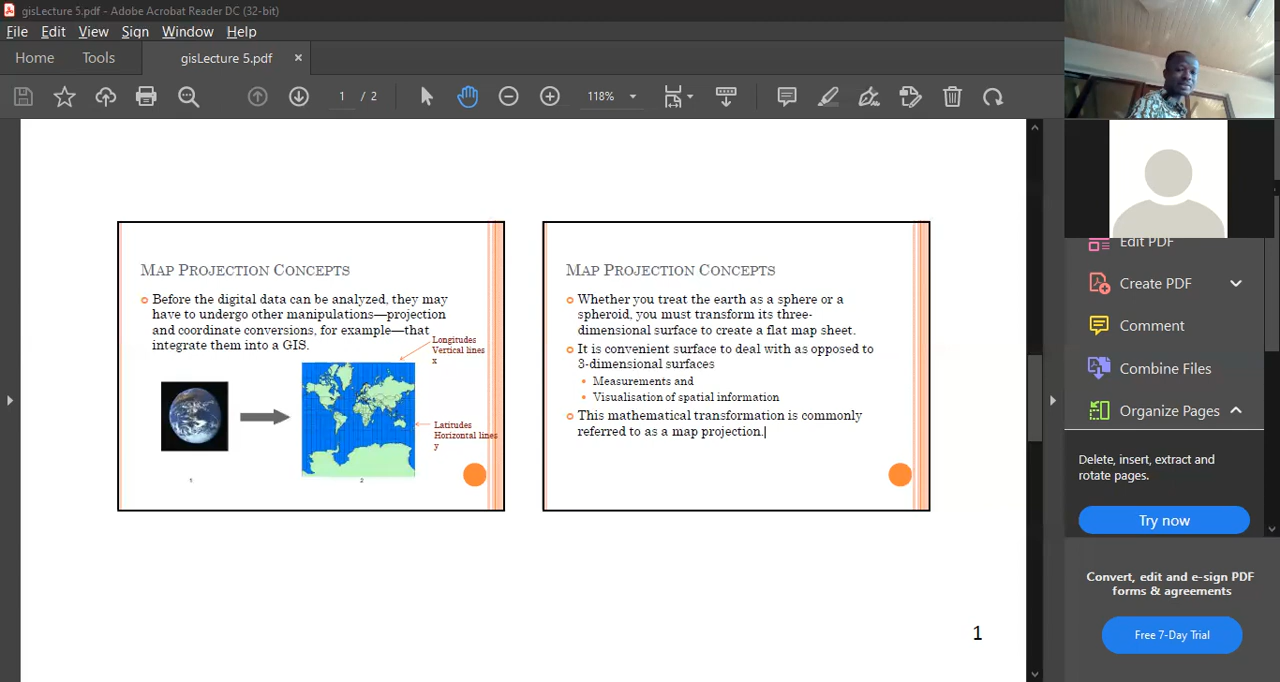 gisLecture 5.pdf - Adobe Acrobat Reader DC (32-bit)
File Edit View Sign Window Help
Home Tools gisLecture 5.pdf ×
1 / 2 118%
MAP PROJECTION CONCEPTS
Before the digital data can be analyzed, they may
have to undergo other manipulations—projection
and coordinate conversions, for example—that
integrate them into a GIS.
Longitudes
Vertical lines
x
Latitudes
Horizontal lines
y
2
MAP PROJECTION CONCEPTS
Whether you treat the earth as a sphere or a
spheroid, you must transform its three-
dimensional surface to create a flat map sheet.
It is convenient surface to deal with as opposed to
3-dimensional surfaces
Measurements and
Visualisation of spatial information
This mathematical transformation is commonly
referred to as a map projection.
1
Edit PDF
Create PDF
Comment
Combine Files
Organize Pages
Delete, insert, extract and
rotate pages.
Try now
Convert, edit and e-sign PDF
forms & agreements
Free 7-Day Trial